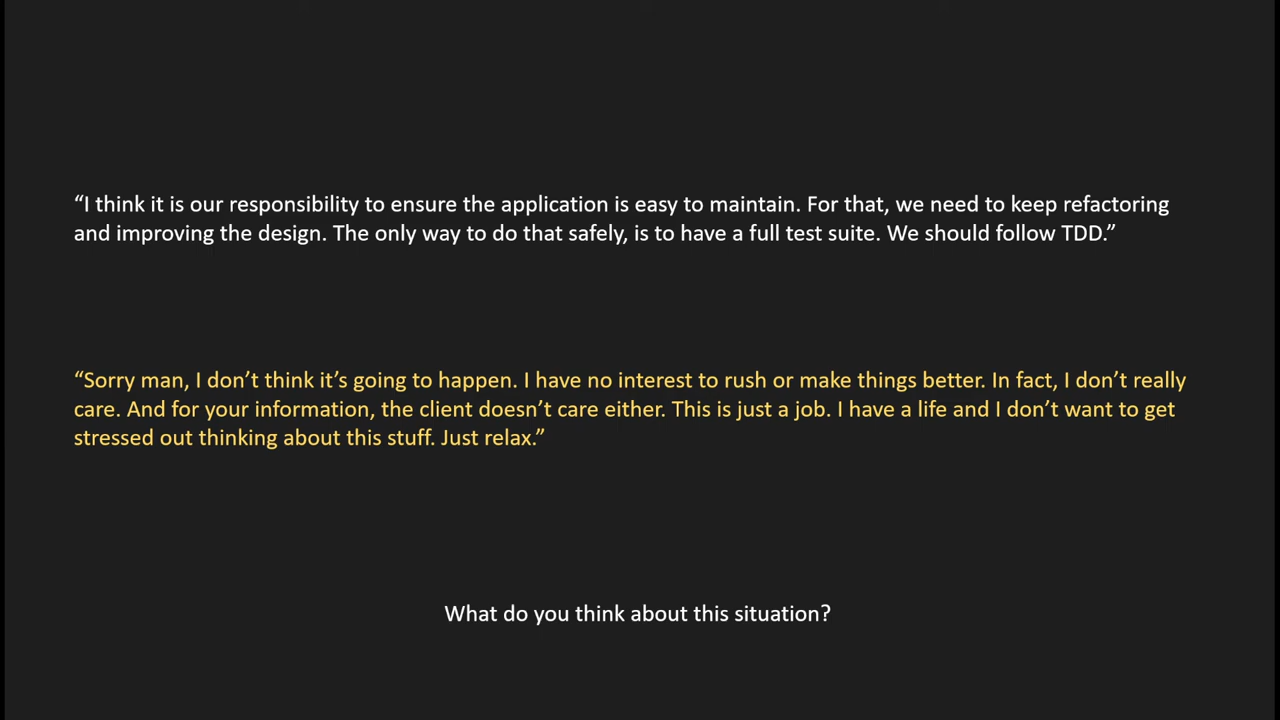 “I think it is our responsibility to ensure the application is easy to maintain. For that, we need to keep refactoring
and improving the design. The only way to do that safely, is to have a full test suite. We should follow TDD.”
“Sorry man, I don’t think it’s going to happen. I have no interest to rush or make things better. In fact, I don’t really
care. And for your information, the client doesn’t care either. This is just a job. I have a life and I don’t want to get
stressed out thinking about this stuff. Just relax.”
What do you think about this situation?